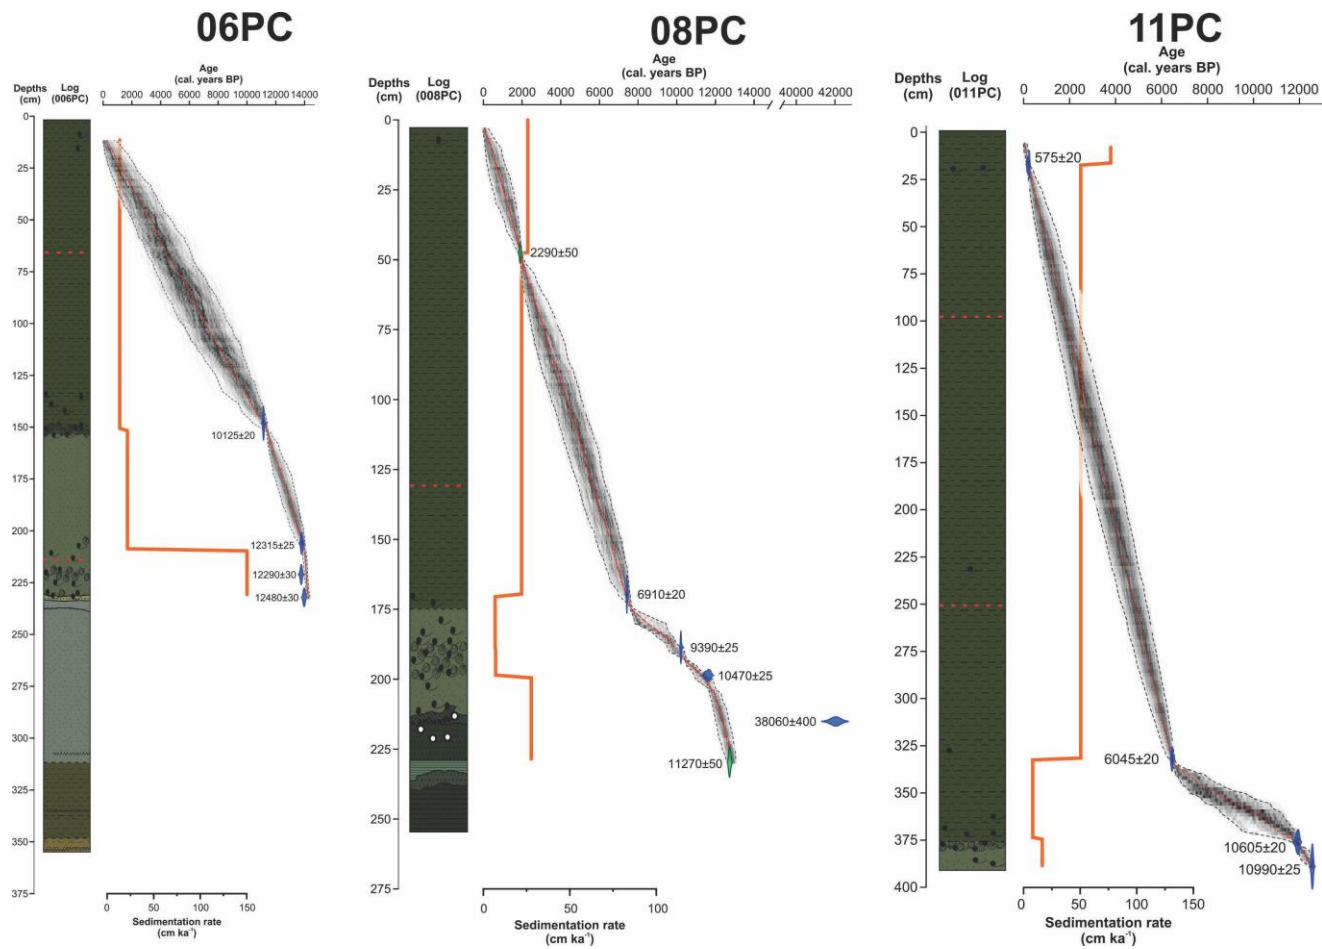 06PC
Age
(cal. years BP)
Depths
(cm)
Log
(006PC)
0 2000 4000 6000 8000 10000 12000 14000
0
25
50
75
100
125
150
175
200
225
250
275
300
325
350
375
10125±20
12315±25
12290±30
12480±30
0 50 100 150
Sedimentation rate
(cm ka-1)
08PC
Age
(cal. years BP)
Depths
(cm)
Log
(008PC)
0 2000 4000 6000 8000 10000 12000 40000 42000
0
25
50
75
100
125
150
175
200
225
250
275
2290±50
6910±20
9390±25
10470±25
38060±400
11270±50
0 50 100
Sedimentation rate
(cm ka-1)
11PC
Age
(cal. years BP)
Depths
(cm)
Log
(011PC)
0 2000 4000 6000 8000 10000 12000
0
25
50
75
100
125
150
175
200
225
250
275
300
325
350
375
400
575±20
6045±20
10605±20
10990±25
0 50 100 150
Sedimentation rate
(cm ka-1)